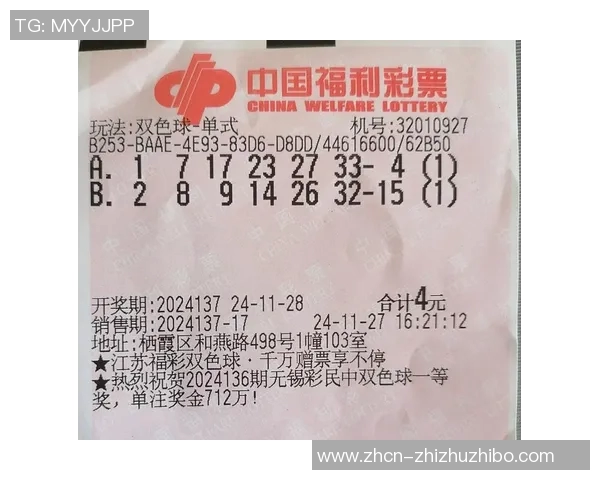 TG: MYYJJPP
中国福利彩票
CHINA WELFARE LOTTERY
玩法:双色球-单式 机号:32010927
B253-BAAE-4E93-83D6-D8DD/44616600/62B50
A. 1 7 17 23 27 33- 4 (1)
B. 2 8 9 14 26 32-15 (1)
开奖期:2024137 24-11-28 合计4元
销售期:2024137-17 24-11-27 16:21:12
地址:栖霞区和燕路498号1幢103室
★江苏福彩双色球·千万赠票享不停
★热烈祝贺2024136期无锡彩民中双色球一等
奖,单注奖金712万!
www.zhcn-zhizhuzhibo.com